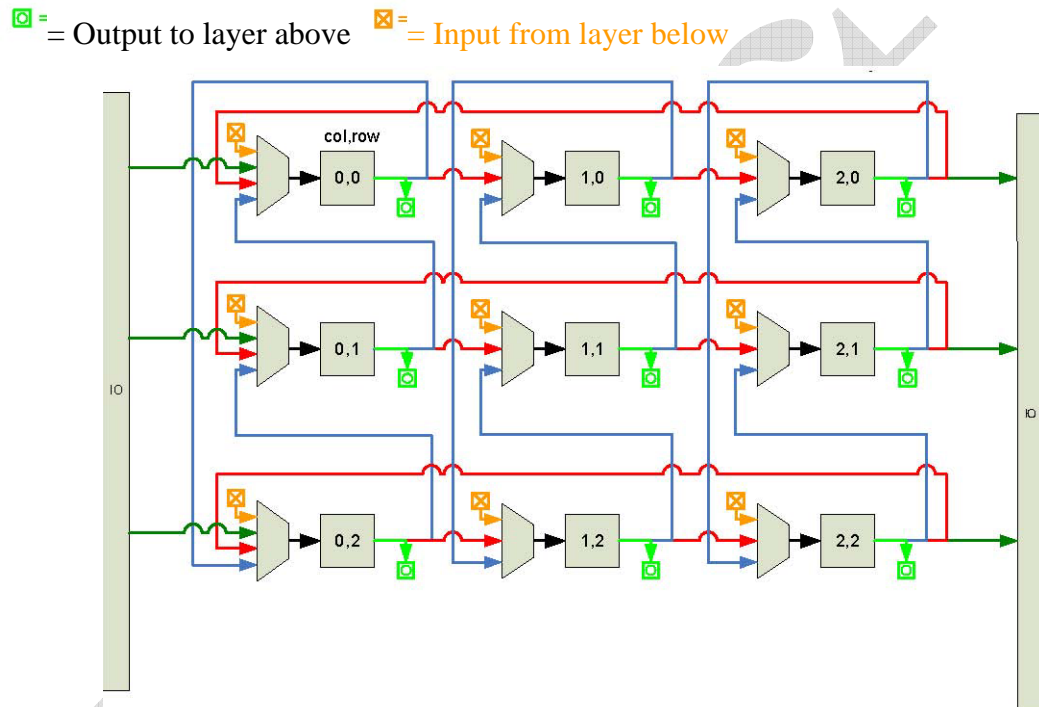 = Output to layer above = Input from layer below
col,row
0,0 1,0 2,0
0,1 1,1 2,1
IO
IO
0,2 1,2 2,2